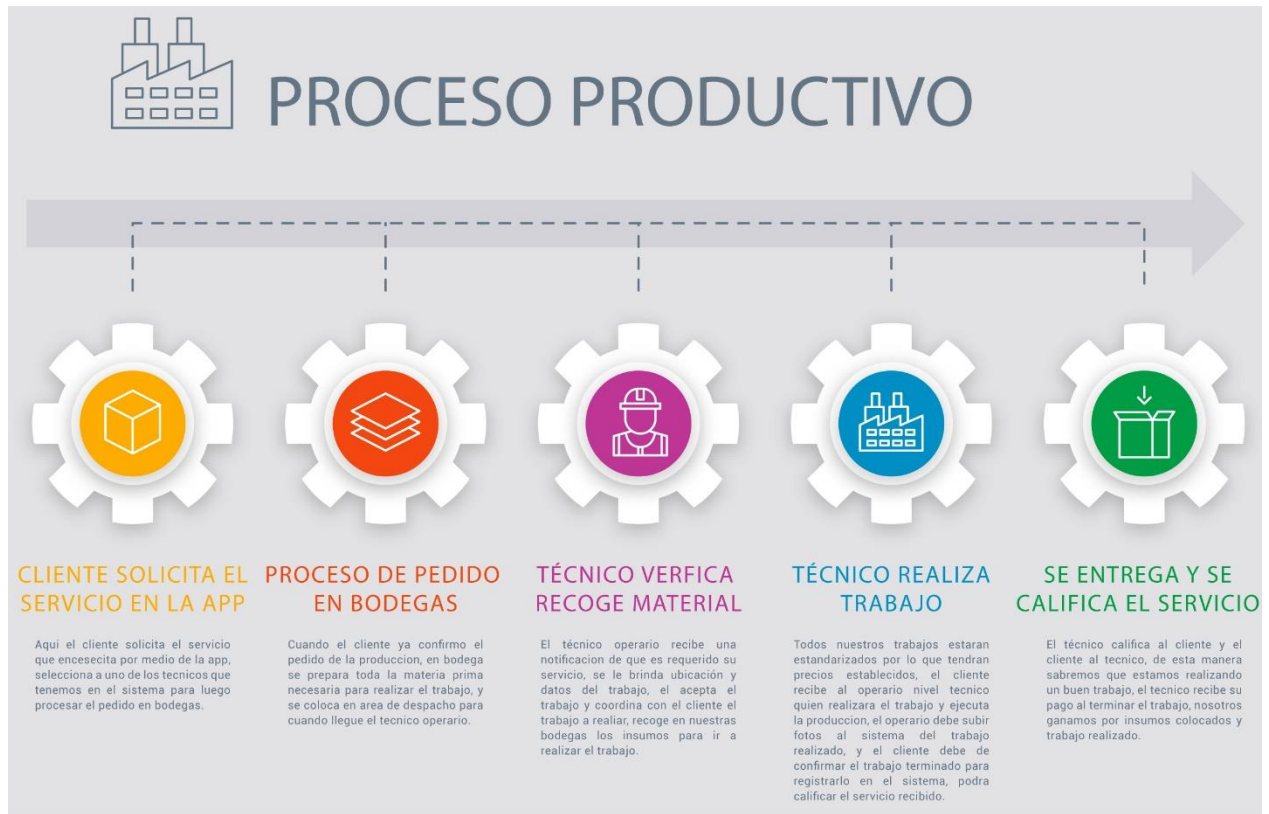 PROCESO PRODUCTIVO
CLIENTE SOLICITA EL
SERVICIO EN LA APP
Aqui el cliente solicita el servicio
que encesecita por medio de la app,
selecciona a uno de los tecnicos que
tenemos en el sistema para luego
procesar el pedido en bodegas.
PROCESO DE PEDIDO
EN BODEGAS
Cuando el cliente ya confirmo el
pedido de la produccion, en bodega
se prepara toda la materia prima
necesaria para realizar el trabajo, y
se coloca en area de despacho para
cuando llegue el tecnico operario.
TÉCNICO VERFICA
RECOGE MATERIAL
El técnico operario recibe una
notificacion de que es requerido su
servicio, se le brinda ubicación y
datos del trabajo, el acepta el
trabajo y coordina con el cliente el
trabajo a realiar, recoge en nuestras
bodegas los insumos para ir a
realizar el trabajo.
TÉCNICO REALIZA
TRABAJO
Todos nuestros trabajos estaran
estandarizados por lo que tendran
precios establecidos, el cliente
recibe al operario nivel tecnico
quien realizara el trabajo y ejecuta
la produccion, el operario debe subir
fotos al sistema del trabajo
realizado, y el cliente debe de
confirmar el trabajo terminado para
registrarlo en el sistema, podra
calificar el servicio recibido.
SE ENTREGA Y SE
CALIFICA EL SERVICIO
El técnico califica al cliente y el
cliente al tecnico, de esta manera
sabremos que estamos realizando
un buen trabajo, el tecnico recibe su
pago al terminar el trabajo, nosotros
ganamos por insumos colocados y
trabajo realizado.